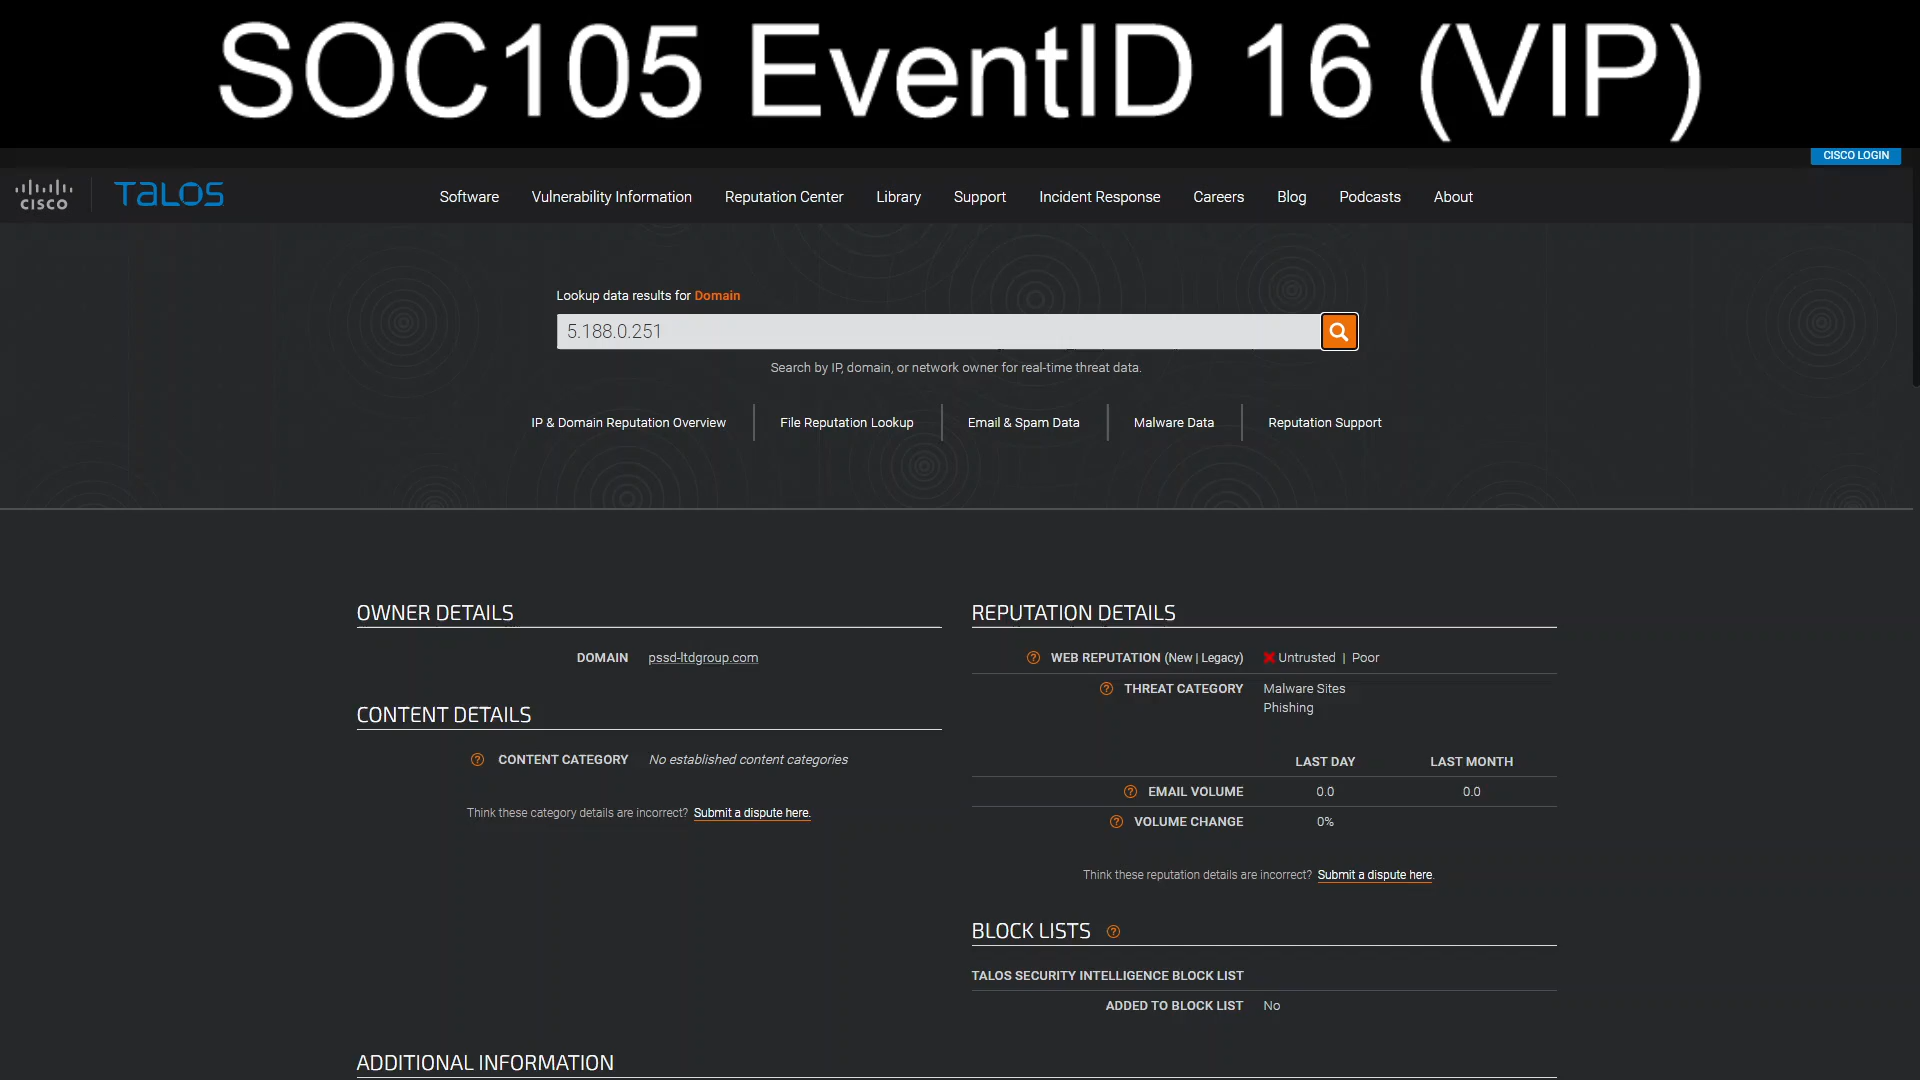 SOC105 EventID 16 (VIP)
CISCO LOGIN
CISCO TALOS Software Vulnerability Information Reputation Center Library Support Incident Response Careers Blog Podcasts About
Lookup data results for Domain
5.188.0.251
Search by IP, domain, or network owner for real-time threat data.
IP & Domain Reputation Overview File Reputation Lookup Email & Spam Data Malware Data Reputation Support
OWNER DETAILS
DOMAIN pssd-ltdgroup.com
CONTENT DETAILS
? CONTENT CATEGORY No established content categories
Think these category details are incorrect? Submit a dispute here.
REPUTATION DETAILS
? WEB REPUTATION (New | Legacy) Untrusted | Poor
? THREAT CATEGORY Malware Sites
Phishing
LAST DAY LAST MONTH
? EMAIL VOLUME 0.0 0.0
? VOLUME CHANGE 0%
Think these reputation details are incorrect? Submit a dispute here.
BLOCK LISTS ?
TALOS SECURITY INTELLIGENCE BLOCK LIST
ADDED TO BLOCK LIST No
ADDITIONAL INFORMATION